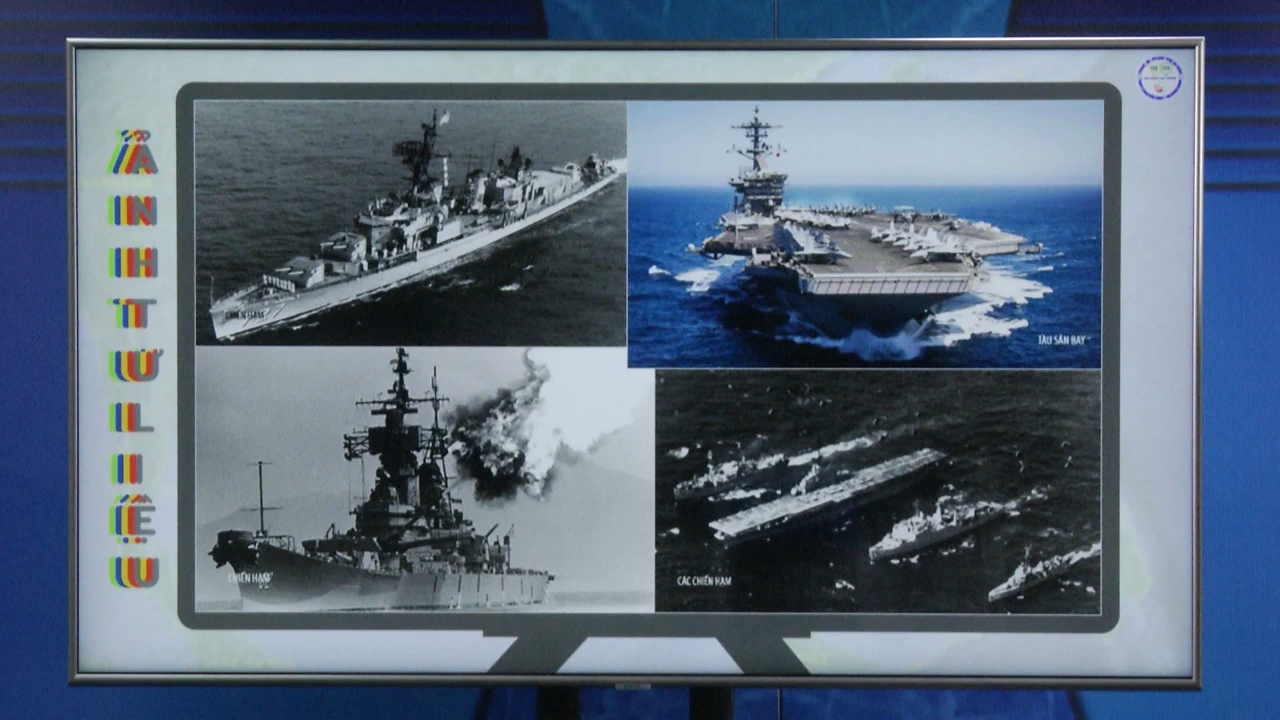 ẢNH TƯ LIỆU
CHIẾN HẠM
TÀU SÂN BAY
CHIẾN HẠM
CÁC CHIẾN HẠM